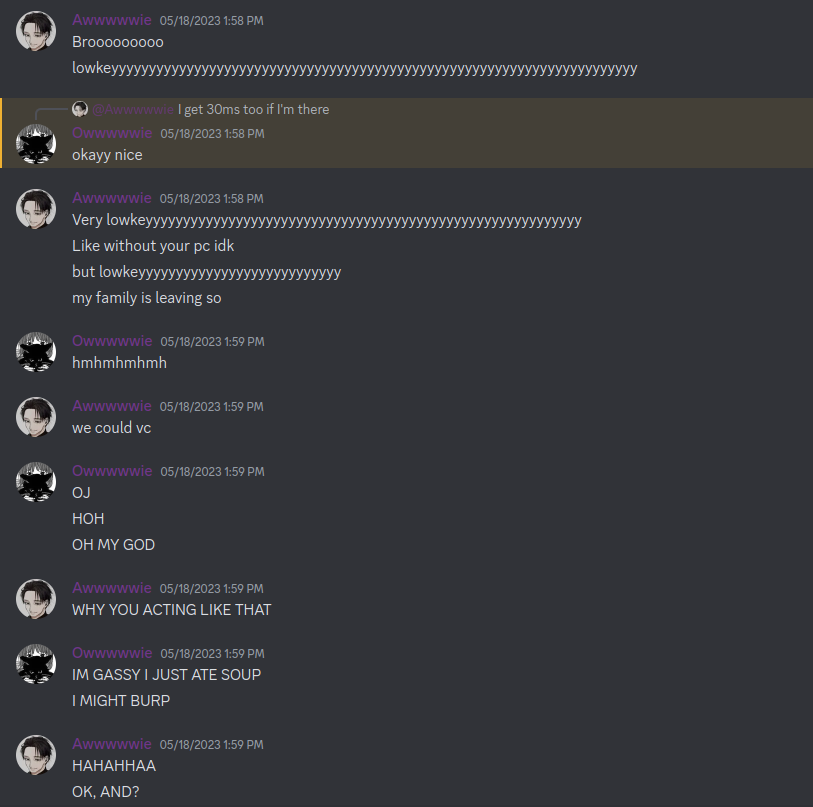 Awwwwwie 05/18/2023 1:58 PM
Brooooooooo
lowkeyyyyyyyyyyyyyyyyyyyyyyyyyyyyyyyyyyyyyyyyyyyyyyyyyyyyyyyyyyyyyyyyyyyyyyy
@Awwwwwie I get 30ms too if I'm there
Owwwwwie 05/18/2023 1:58 PM
okayy nice
Awwwwwie 05/18/2023 1:58 PM
Very lowkeyyyyyyyyyyyyyyyyyyyyyyyyyyyyyyyyyyyyyyyyyyyyyyyyyyyyyyyyyyy
Like without your pc idk
but lowkeyyyyyyyyyyyyyyyyyyyyyyyyyyy
my family is leaving so
Owwwwwie 05/18/2023 1:59 PM
hmhmhmhmh
Awwwwwie 05/18/2023 1:59 PM
we could vc
Owwwwwie 05/18/2023 1:59 PM
OJ
HOH
OH MY GOD
Awwwwwie 05/18/2023 1:59 PM
WHY YOU ACTING LIKE THAT
Owwwwwie 05/18/2023 1:59 PM
IM GASSY I JUST ATE SOUP
I MIGHT BURP
Awwwwwie 05/18/2023 1:59 PM
HAHAHHAA
OK, AND?